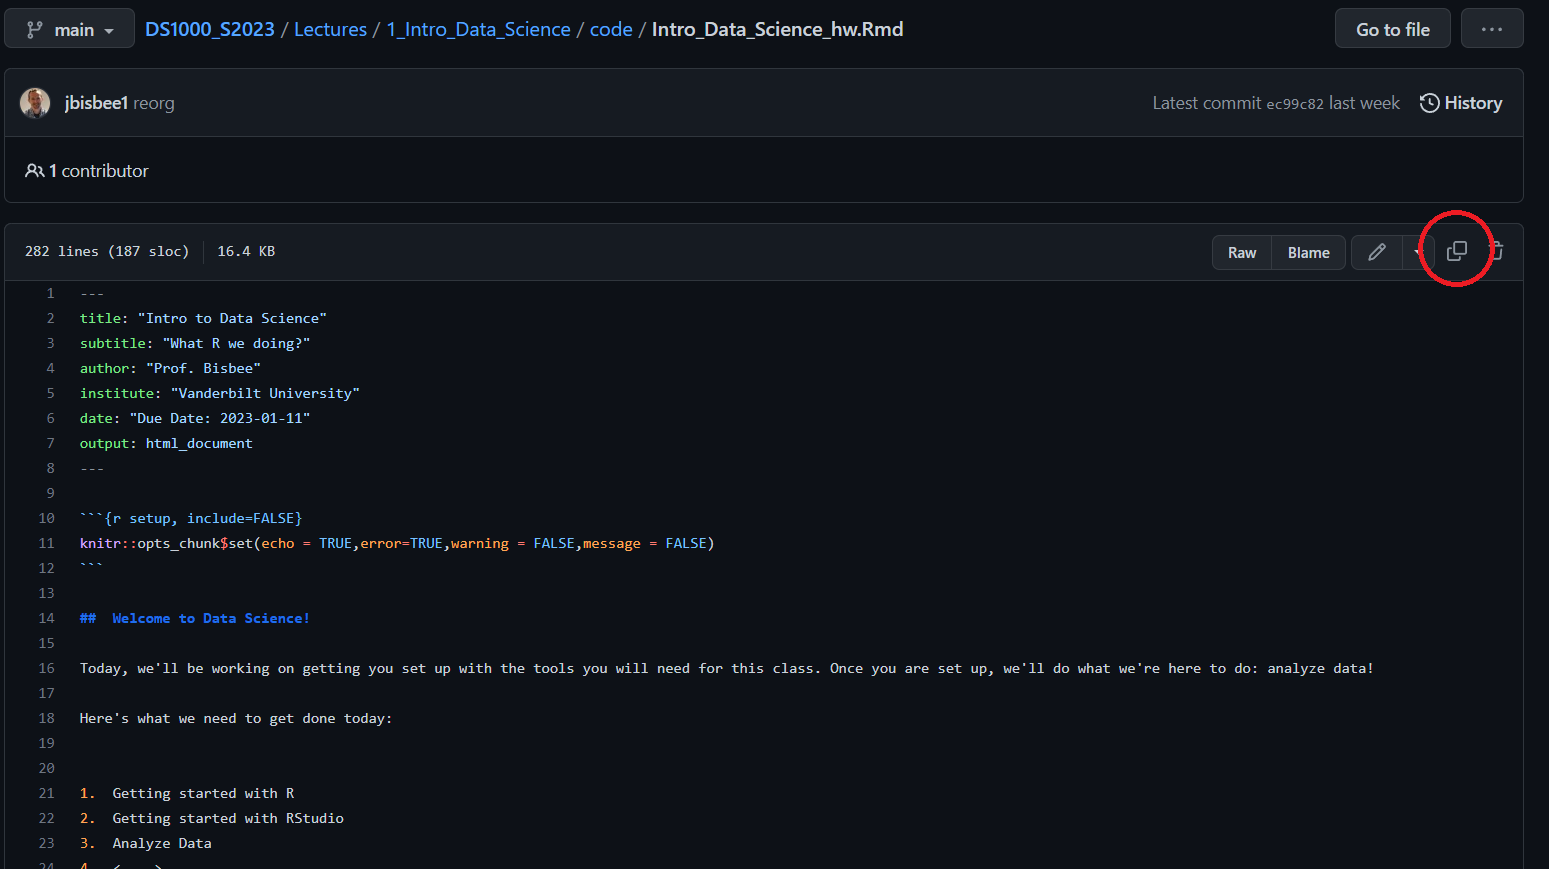 main DS1000_S2023 / Lectures / 1_Intro_Data_Science / code / Intro_Data_Science_hw.Rmd Go to file ...
jbisbee1 reorg Latest commit ec99c82 last week History
1 contributor
282 lines (187 sloc) 16.4 KB Raw Blame
1 ---
2 title: "Intro to Data Science"
3 subtitle: "What R we doing?"
4 author: "Prof. Bisbee"
5 institute: "Vanderbilt University"
6 date: "Due Date: 2023-01-11"
7 output: html_document
8 ---
9
10 ```{r setup, include=FALSE}
11 knitr::opts_chunk$set(echo = TRUE,error=TRUE,warning = FALSE,message = FALSE)
12 ```
13
14 ##  Welcome to Data Science!
15
16 Today, we'll be working on getting you set up with the tools you will need for this class. Once you are set up, we'll do what we're here to do: analyze data!
17
18 Here's what we need to get done today:
19
20
21 1.  Getting started with R
22 2.  Getting started with RStudio
23 3.  Analyze Data
24 4.